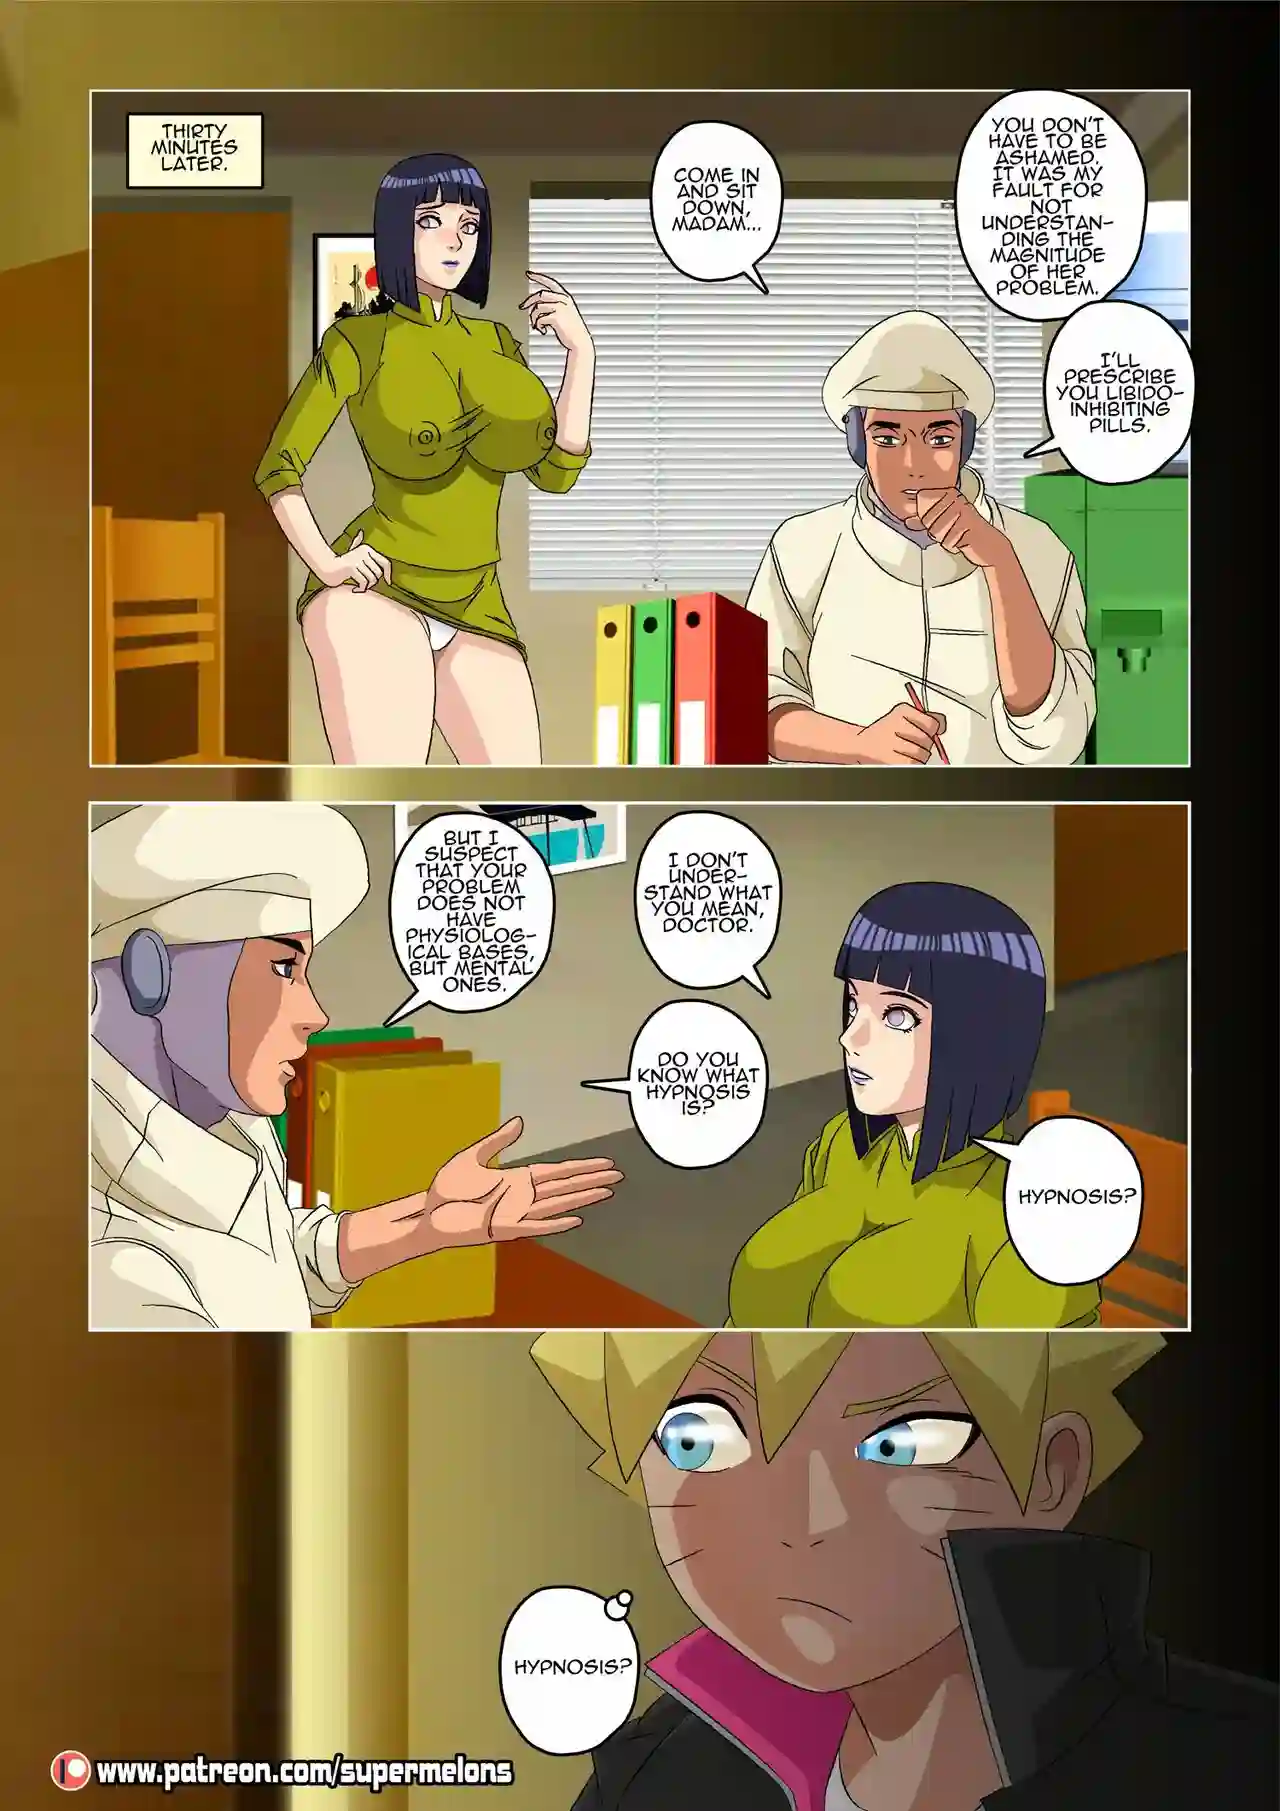 THIRTY
MINUTES
LATER.
COME IN
AND SIT
DOWN,
MADAM...
YOU DON'T
HAVE TO BE
ASHAMED.
IT WAS MY
FAULT FOR
NOT
UNDERSTAN-
DING THE
MAGNITUDE
OF HER
PROBLEM.
I'LL
PRESCRIBE
YOU LIBIDO-
INHIBITING
PILLS.
BUT I
SUSPECT
THAT YOUR
PROBLEM
DOES NOT
HAVE
PHYSIOLOG-
ICAL BASES,
BUT MENTAL
ONES.
I DON'T
UNDER-
STAND WHAT
YOU MEAN,
DOCTOR.
DO YOU
KNOW WHAT
HYPNOSIS
IS?
HYPNOSIS?
HYPNOSIS?
www.patreon.com/supermelons